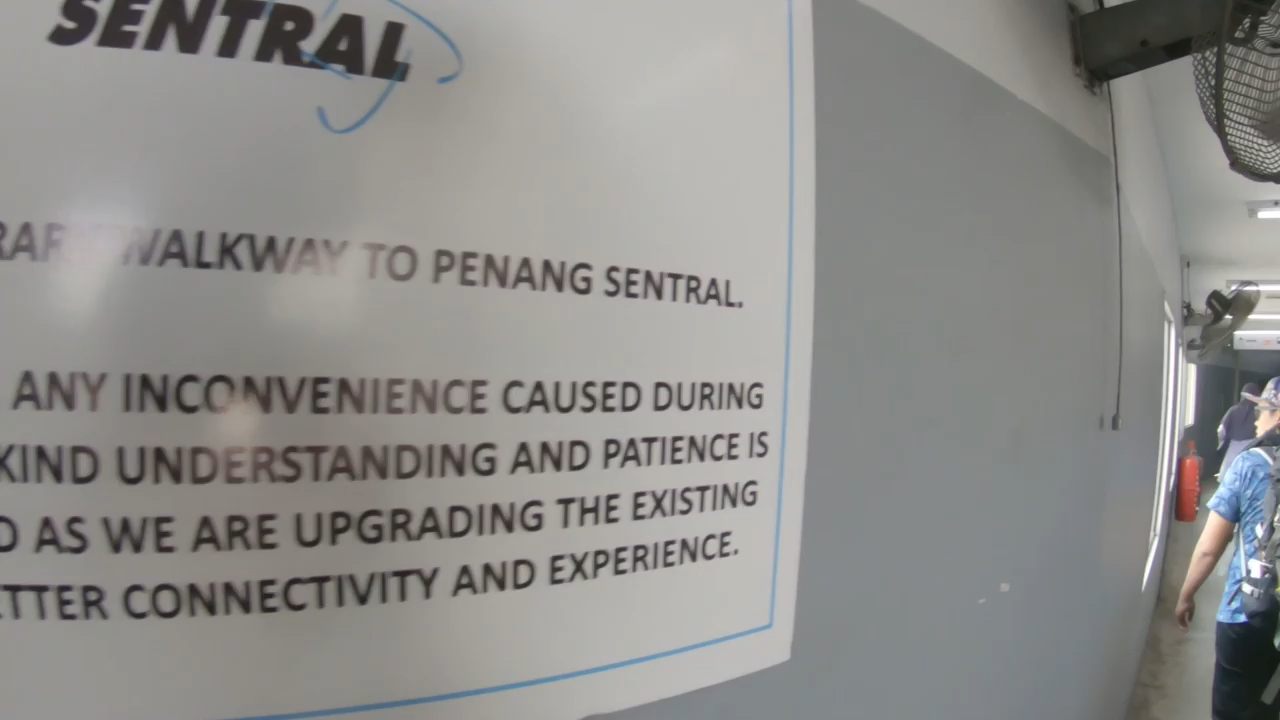 SENTRAL
WALKWAY TO PENANG SENTRAL.
ANY INCONVENIENCE CAUSED DURING
KIND UNDERSTANDING AND PATIENCE IS
AS WE ARE UPGRADING THE EXISTING
CONNECTIVITY AND EXPERIENCE.